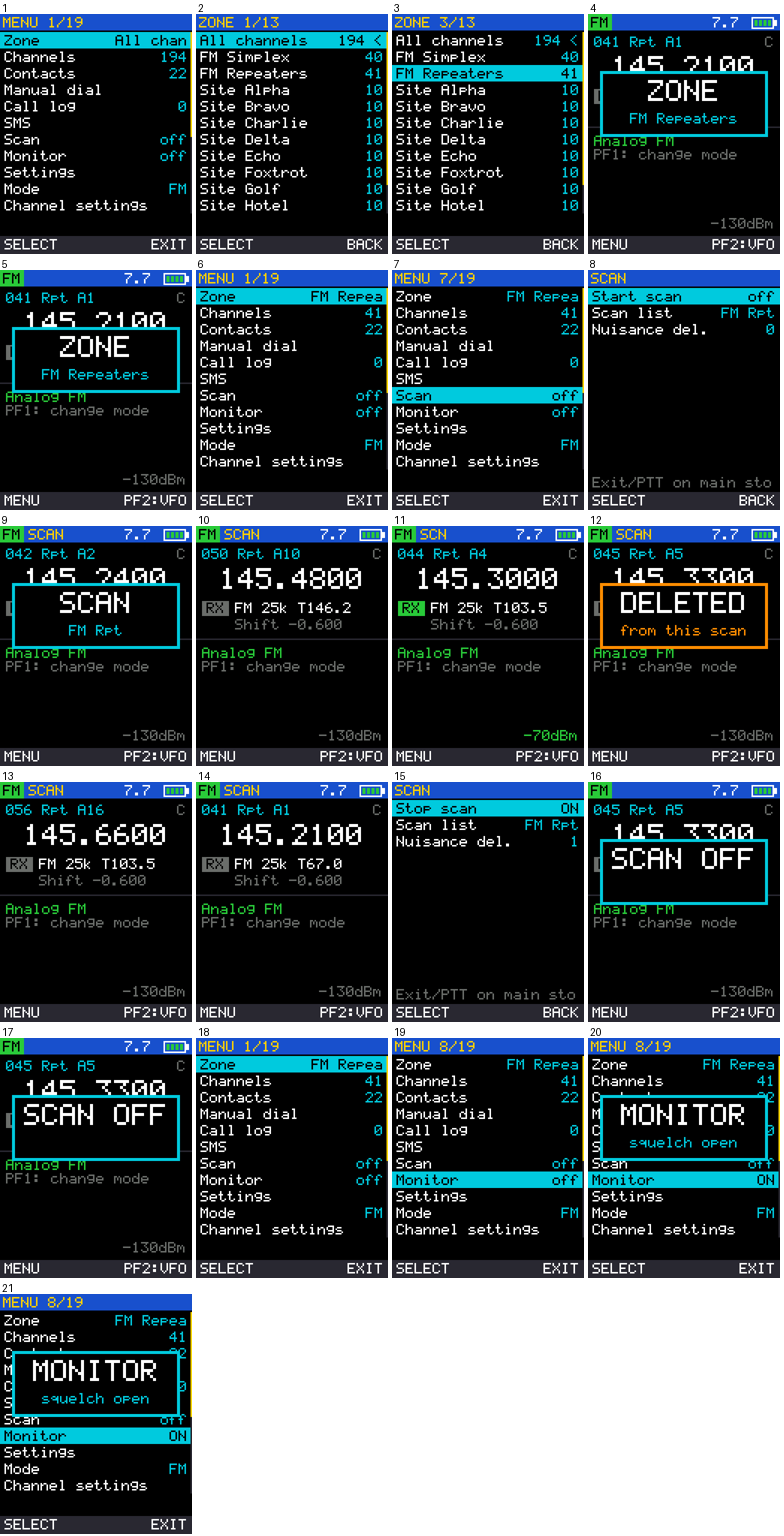 1
MENU 1/19
Zone All chan
Channels 194
Contacts 22
Manual dial
Call log 0
SMS
Scan off
Monitor off
Settings
Mode FM
Channel settings
SELECT EXIT
2
ZONE 1/13
All channels 194 <
FM Simplex 40
FM Repeaters 41
Site Alpha 10
Site Bravo 10
Site Charlie 10
Site Delta 10
Site Echo 10
Site Foxtrot 10
Site Golf 10
Site Hotel 10
SELECT BACK
3
ZONE 3/13
All channels 194 <
FM Simplex 40
FM Repeaters 41
Site Alpha 10
Site Bravo 10
Site Charlie 10
Site Delta 10
Site Echo 10
Site Foxtrot 10
Site Golf 10
Site Hotel 10
SELECT BACK
4
FM 7.7
041 Rpt A1 C
145.2100
ZONE
FM Repeaters
Analog FM
PF1: change mode
-130dBm
MENU PF2:VFO
5
FM 7.7
041 Rpt A1 C
145.2100
ZONE
FM Repeaters
Analog FM
PF1: change mode
-130dBm
MENU PF2:VFO
6
MENU 1/19
Zone FM Repea
Channels 41
Contacts 22
Manual dial
Call log 0
SMS
Scan off
Monitor off
Settings
Mode FM
Channel settings
SELECT EXIT
7
MENU 7/19
Zone FM Repea
Channels 41
Contacts 22
Manual dial
Call log 0
SMS
Scan off
Monitor off
Settings
Mode FM
Channel settings
SELECT EXIT
8
SCAN
Start scan off
Scan list FM Rpt
Nuisance del. 0
Exit/PTT on main sto
SELECT BACK
9
FM SCAN 7.7
042 Rpt A2 C
145.2400
SCAN
FM Rpt
Analog FM
PF1: change mode
-130dBm
MENU PF2:VFO
10
FM SCAN 7.7
050 Rpt A10 C
145.4800
RX FM 25k T146.2
Shift -0.600
Analog FM
PF1: change mode
-130dBm
MENU PF2:VFO
11
FM SCN 7.7
044 Rpt A4 C
145.3000
RX FM 25k T103.5
Shift -0.600
Analog FM
PF1: change mode
-70dBm
MENU PF2:VFO
12
FM SCAN 7.7
045 Rpt A5 C
145.3300
DELETED
from this scan
Analog FM
PF1: change mode
-130dBm
MENU PF2:VFO
13
FM SCAN 7.7
056 Rpt A16 C
145.6600
RX FM 25k T103.5
Shift -0.600
Analog FM
PF1: change mode
-130dBm
MENU PF2:VFO
14
FM SCAN 7.7
041 Rpt A1 C
145.2100
RX FM 25k T67.0
Shift -0.600
Analog FM
PF1: change mode
-130dBm
MENU PF2:VFO
15
SCAN
Stop scan ON
Scan list FM Rpt
Nuisance del. 1
Exit/PTT on main sto
SELECT BACK
16
FM 7.7
045 Rpt A5 C
145.3300
SCAN OFF
Analog FM
PF1: change mode
-130dBm
MENU PF2:VFO
17
FM 7.7
045 Rpt A5 C
145.3300
SCAN OFF
Analog FM
PF1: change mode
-130dBm
MENU PF2:VFO
18
MENU 1/19
Zone FM Repea
Channels 41
Contacts 22
Manual dial
Call log 0
SMS
Scan off
Monitor off
Settings
Mode FM
Channel settings
SELECT EXIT
19
MENU 8/19
Zone FM Repea
Channels 41
Contacts 22
Manual dial
Call log 0
SMS
Scan off
Monitor off
Settings
Mode FM
Channel settings
SELECT EXIT
20
MENU 8/19
Zone FM Repea
Channels 41
MONITOR
squelch open
Scan off
Monitor ON
Settings
Mode FM
Channel settings
SELECT EXIT
21
MENU 8/19
Zone FM Repea
Channels 41
MONITOR
squelch open
Scan off
Monitor ON
Settings
Mode FM
Channel settings
SELECT EXIT